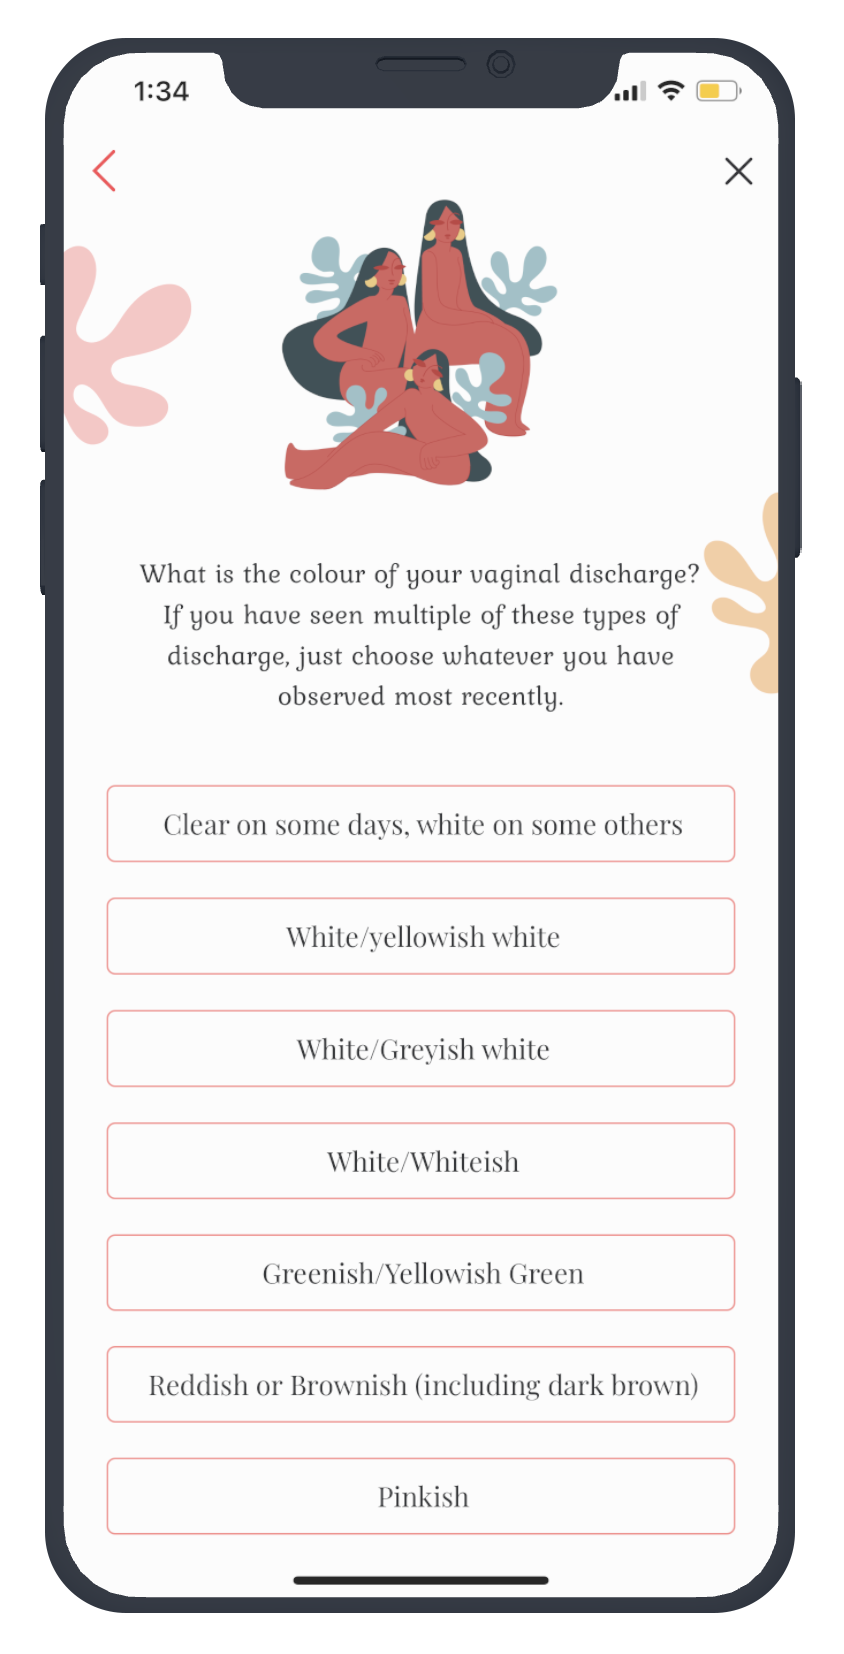 1:34
What is the colour of your vaginal discharge?
If you have seen multiple of these types of
discharge, just choose whatever you have
observed most recently.
Clear on some days, white on some others
White/yellowish white
White/Greyish white
White/Whiteish
Greenish/Yellowish Green
Reddish or Brownish (including dark brown)
Pinkish